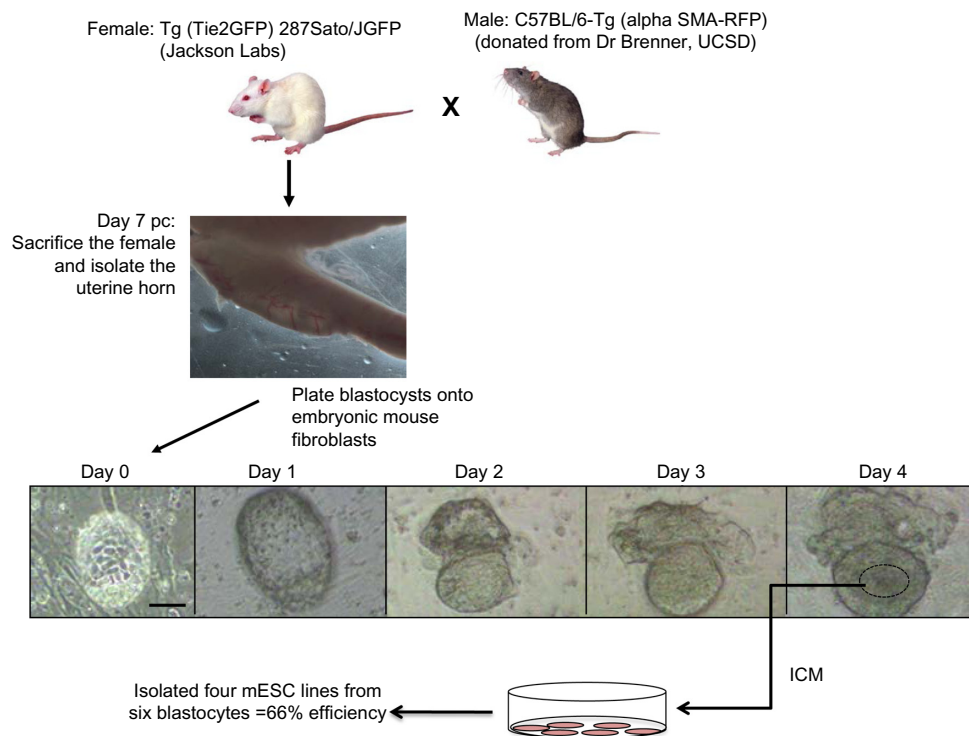 Female: Tg (Tie2GFP) 287Sato/JGFP
(Jackson Labs)
Male: C57BL/6-Tg (alpha SMA-RFP)
(donated from Dr Brenner, UCSD)
X
Day 7 pc:
Sacrifice the female
and isolate the
uterine horn
Plate blastocysts onto
embryonic mouse
fibroblasts
Day 0
Day 1
Day 2
Day 3
Day 4
ICM
Isolated four mESC lines from
six blastocytes =66% efficiency